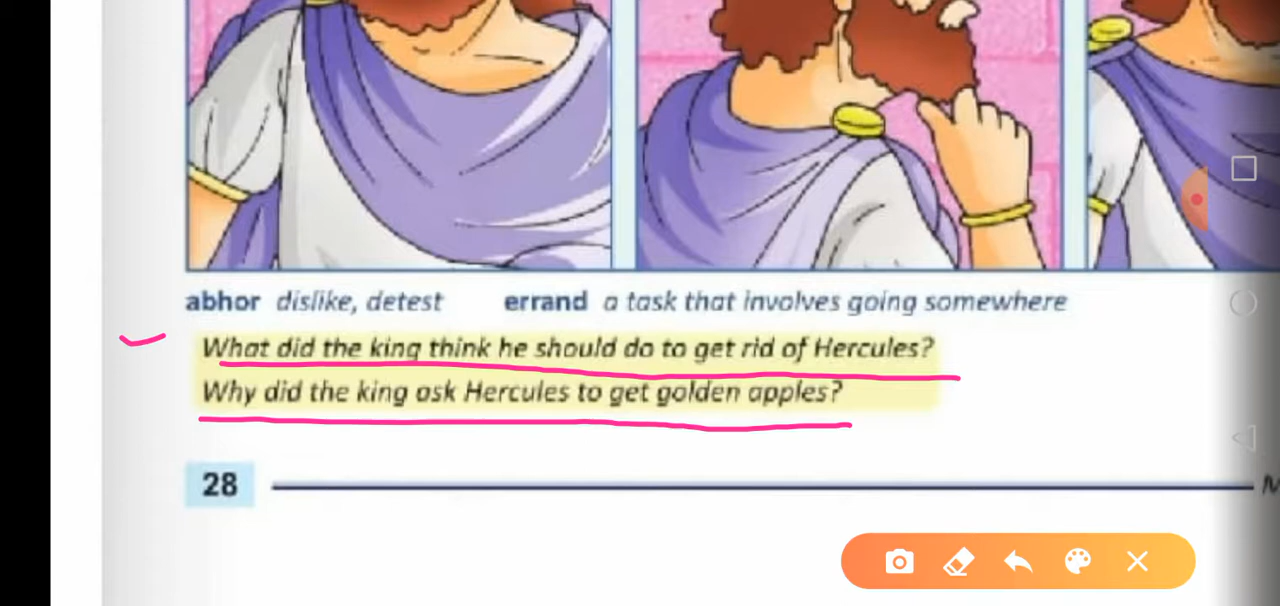 abhor dislike, detest errand a task that involves going somewhere
What did the king think he should do to get rid of Hercules?
Why did the king ask Hercules to get golden apples?
28